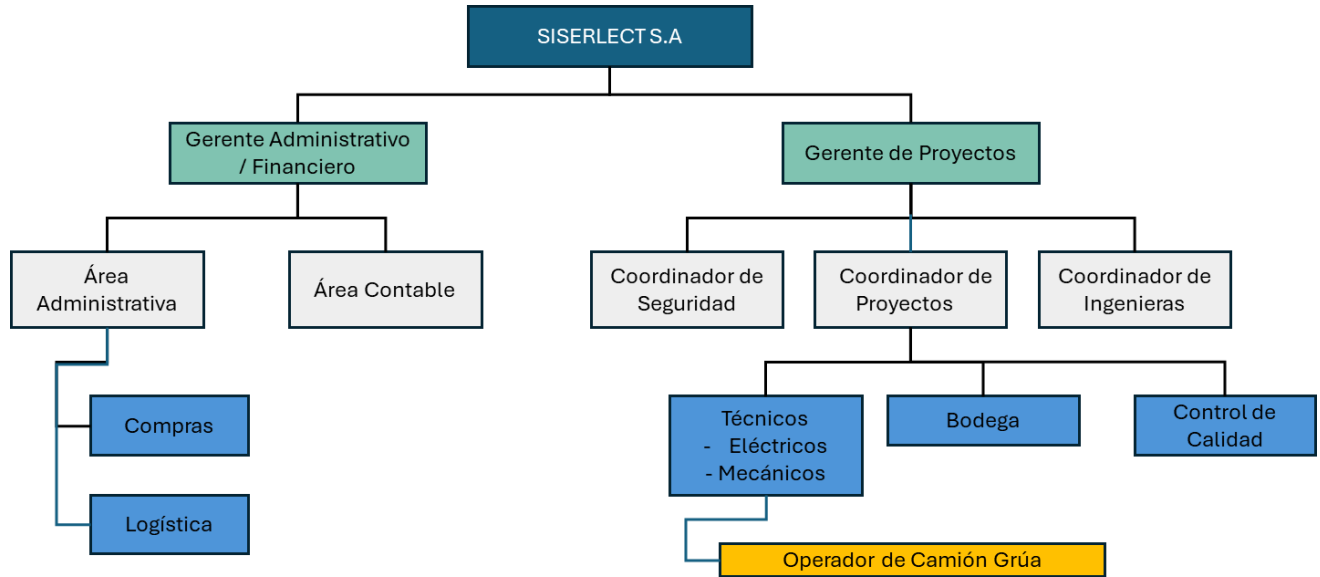 SISERLECT S.A
Gerente Administrativo
/ Financiero
Gerente de Proyectos
Área
Administrativa
Área Contable
Coordinador de
Seguridad
Coordinador de
Proyectos
Coordinador de
Ingenieras
Compras
Logística
Técnicos
- Eléctricos
- Mecánicos
Bodega
Control de
Calidad
Operador de Camión Grúa